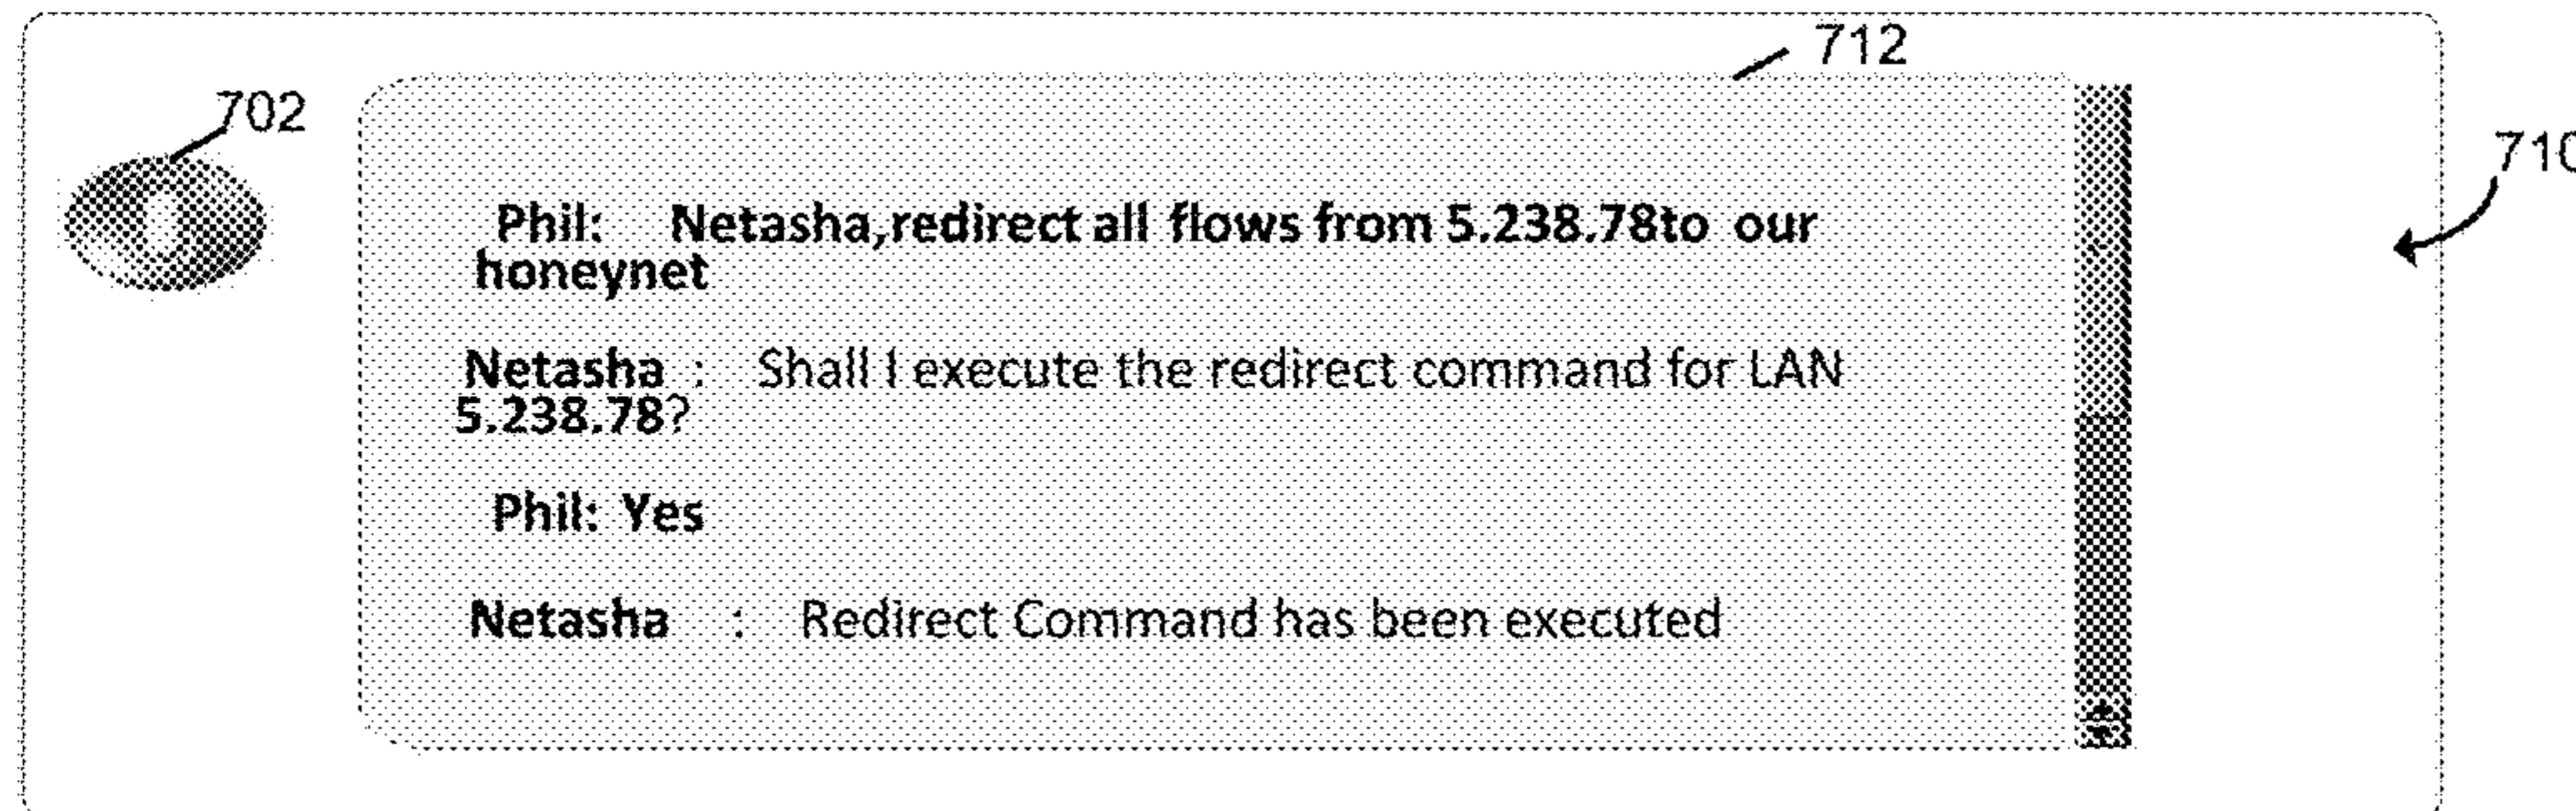 712
702
710
Phil: Netasha,redirect all flows from 5.238.78to our
honeynet
Netasha : Shall I execute the redirect command for LAN
5.238.78?
Phil: Yes
Netasha : Redirect Command has been executed